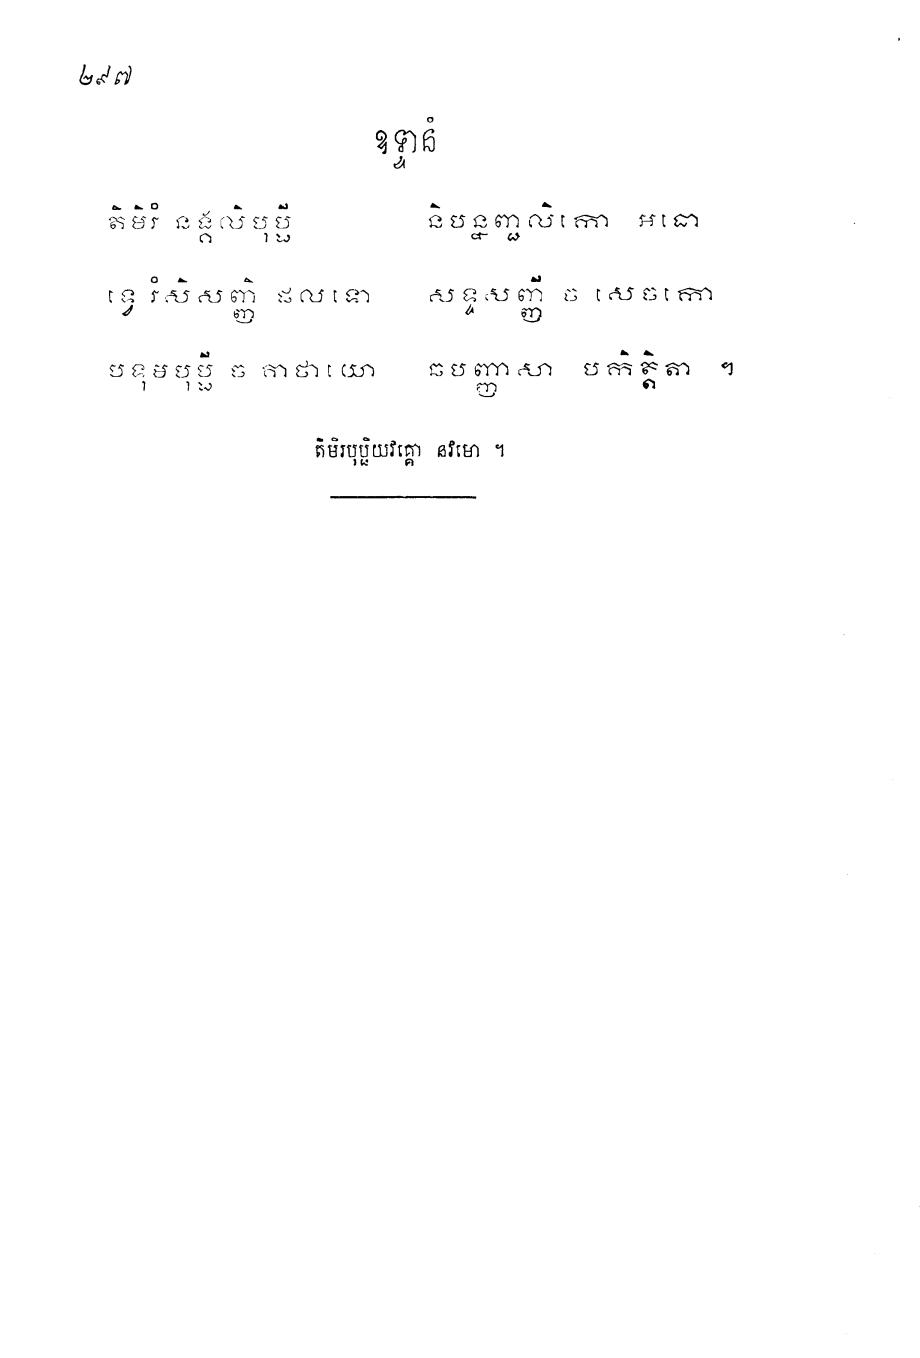 ២៩៧
ឧទ្ទានំ
តិមិរំ នង្គលិបុប្ផី និបន្នញ្ជលិកោ អធោ
ទ្វេ រំសិសញ្ញិ ផលទោ សទ្ទសញ្ញី ច សេចកោ
បទុមបុប្ផី ច គាថាយោ ឆបញ្ញាសា បកិត្តិតា ។
តិមិរបុប្ផិយវគ្គោ នវមោ ។